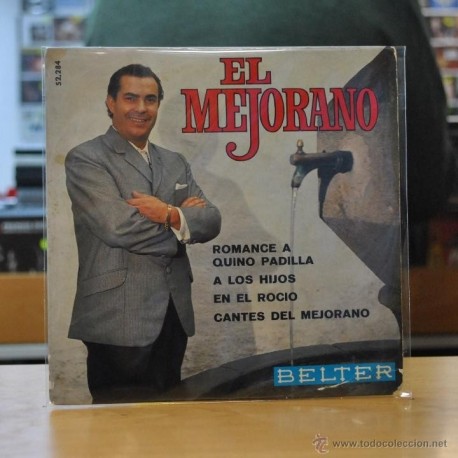 52.284
EL
MEJORANO
ROMANCE A
QUINO PADILLA
A LOS HIJOS
EN EL ROCIO
CANTES DEL MEJORANO
BELTER
© www.todocoleccion.net